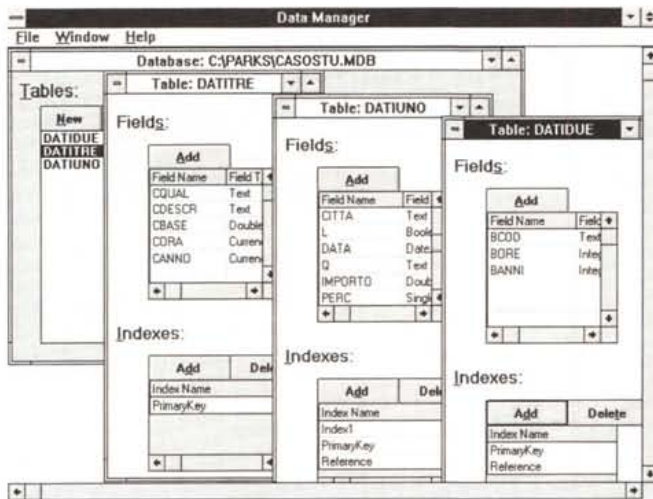 Data Manager
File Window Help
Database: C:\PARKS\CASOSTU.MDB
Tables:
New
DATIDUE
DATITRE
DATIUNO
Table: DATITRE
Fields:
Add
Field Name Field T
CQUAL Text
CDESCR Text
CBASE Double
CORA Curren
CANNO Curren
Indexes:
Add Del
Index Name
PrimaryKey
Table: DATIUNO
Fields:
Add
Field Name Field
CITTA Text
L Boole
DATA Date
Q Text
IMPORTO Doub
PERC Singl
Indexes:
Add Del
Index Name
Index1
PrimaryKey
Reference
Table: DATIDUE
Fields:
Add
Field Name Field
BCOD Text
BORE Integ
BANNI Integ
Indexes:
Add Delete
Index Name
PrimaryKey
Reference